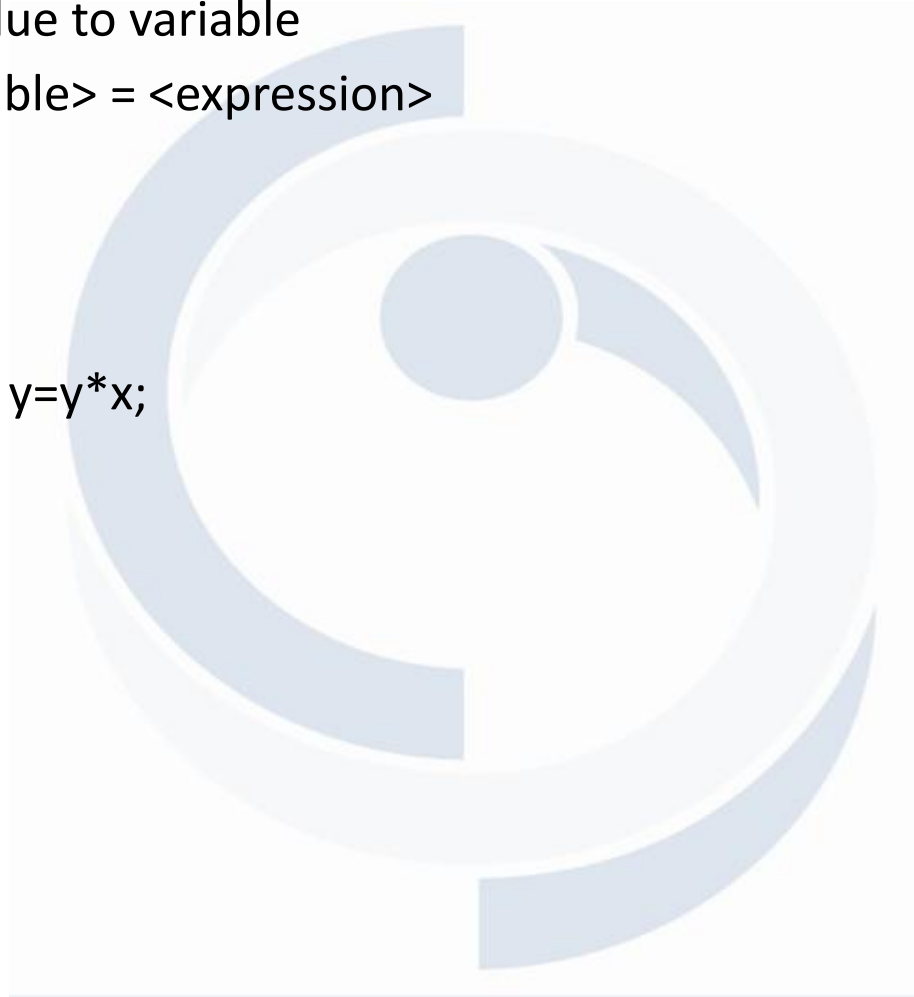 lue to variable
ble> = <expression>
y=y*x;